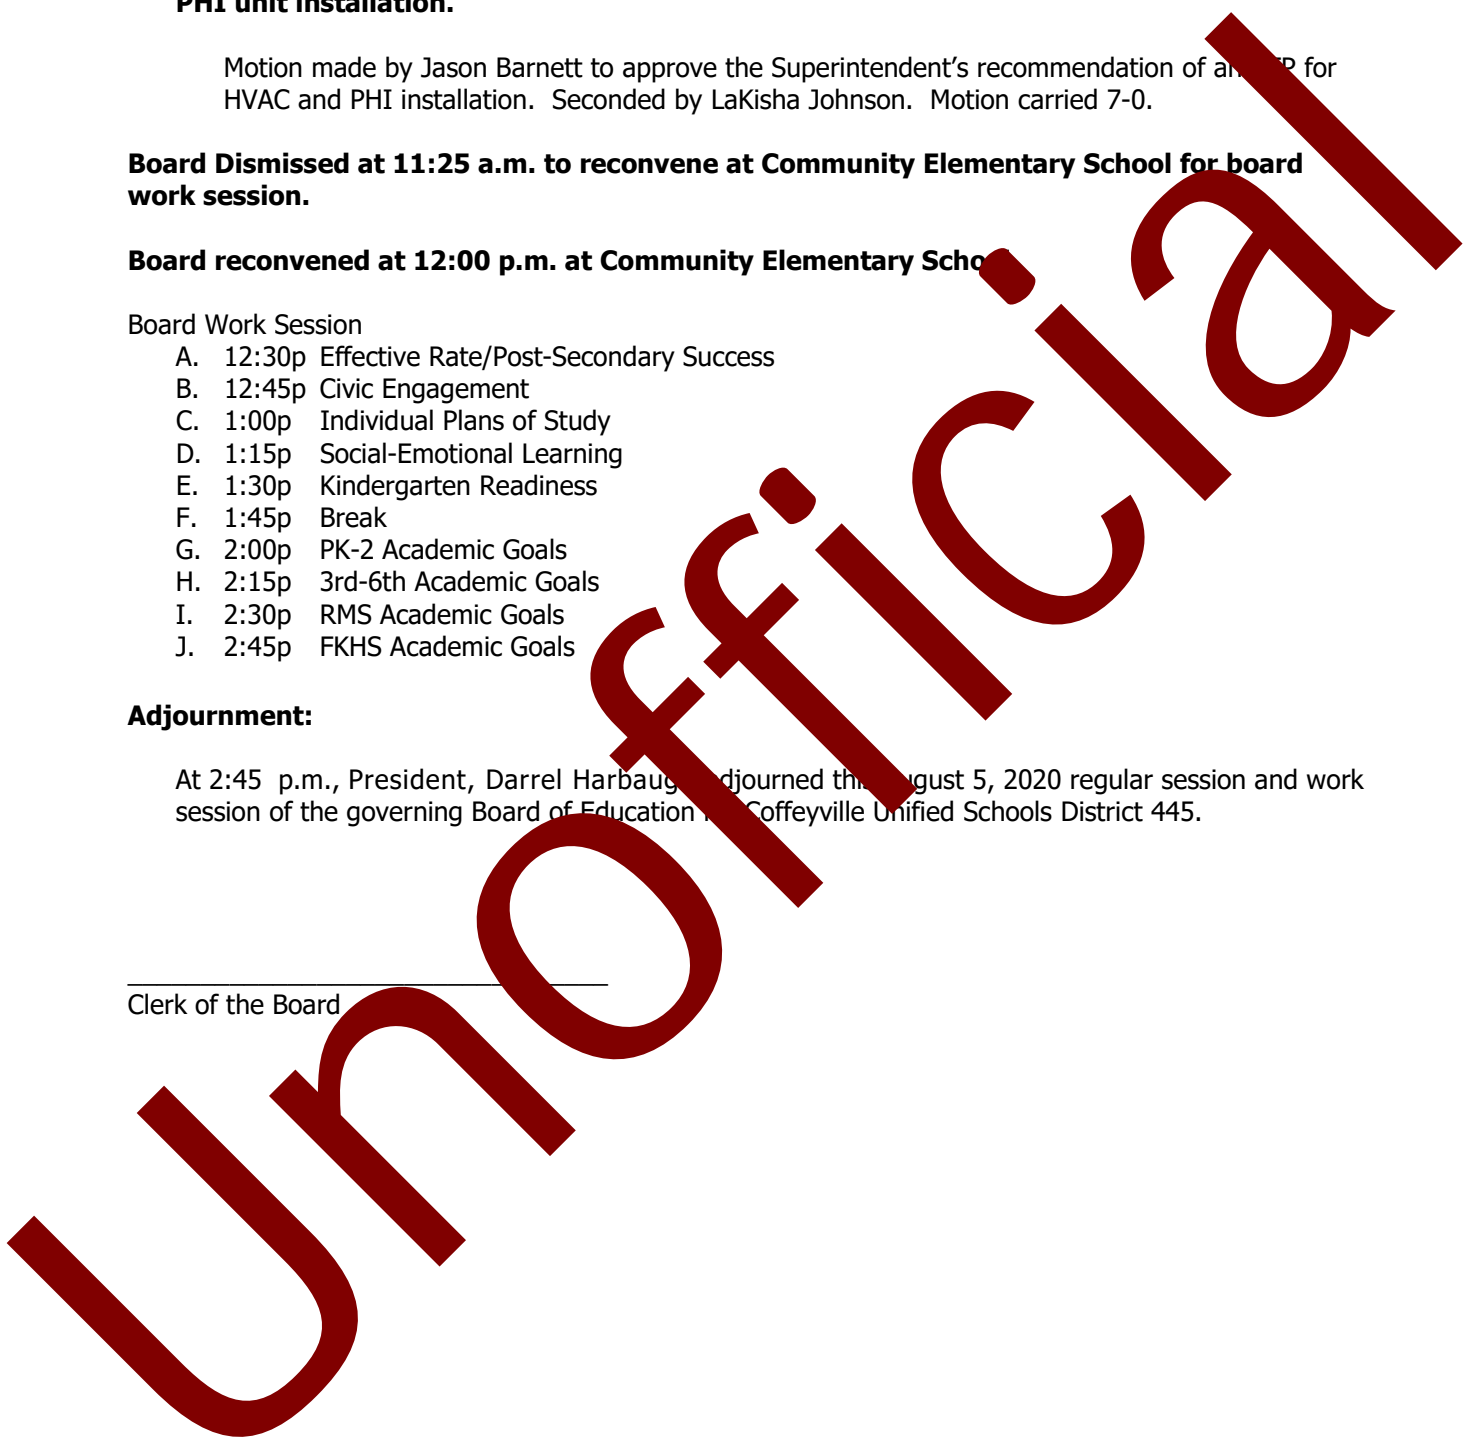 PHI unit installation.
Motion made by Jason Barnett to approve the Superintendent’s recommendation of an for
HVAC and PHI installation. Seconded by LaKisha Johnson. Motion carried 7-0.
Board Dismissed at 11:25 a.m. to reconvene at Community Elementary School for board
work session.
Board reconvened at 12:00 p.m. at Community Elementary School
Board Work Session
A. 12:30p Effective Rate/Post-Secondary Success
B. 12:45p Civic Engagement
C. 1:00p Individual Plans of Study
D. 1:15p Social-Emotional Learning
E. 1:30p Kindergarten Readiness
F. 1:45p Break
G. 2:00p PK-2 Academic Goals
H. 2:15p 3rd-6th Academic Goals
I. 2:30p RMS Academic Goals
J. 2:45p FKHS Academic Goals
Adjournment:
At 2:45 p.m., President, Darrel Harbaugh adjourned this August 5, 2020 regular session and work
session of the governing Board of Education Coffeyville Unified Schools District 445.
Clerk of the Board
Unofficial